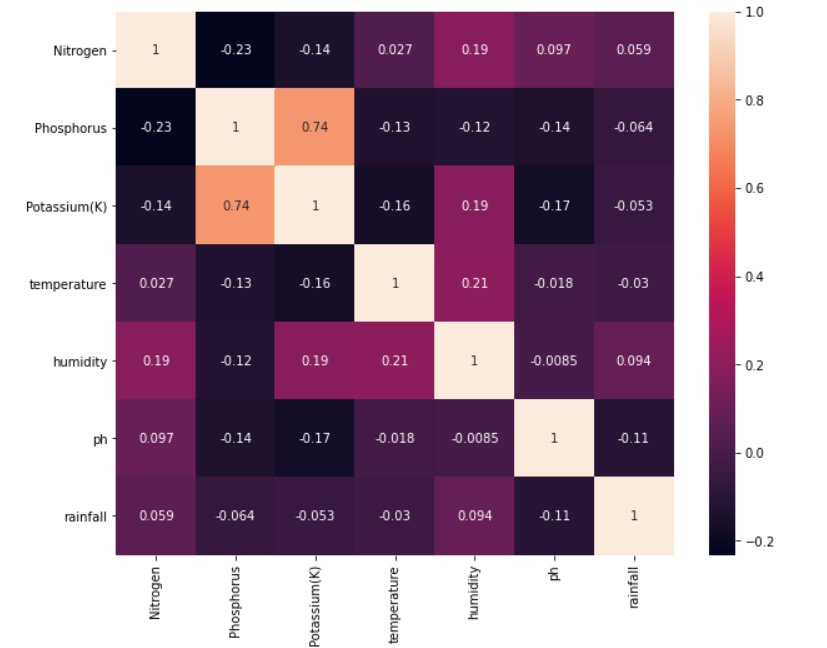 Nitrogen 1 -0.23 -0.14 0.027 0.19 0.097 0.059
Phosphorus -0.23 1 0.74 -0.13 -0.12 -0.14 -0.064
Potassium(K) -0.14 0.74 1 -0.16 0.19 -0.17 -0.053
temperature 0.027 -0.13 -0.16 1 0.21 -0.018 -0.03
humidity 0.19 -0.12 0.19 0.21 1 -0.0085 0.094
ph 0.097 -0.14 -0.17 -0.018 -0.0085 1 -0.11
rainfall 0.059 -0.064 -0.053 -0.03 0.094 -0.11 1
Nitrogen
Phosphorus
Potassium(K)
temperature
humidity
ph
rainfall
1.0
0.8
0.6
0.4
0.2
0.0
−0.2